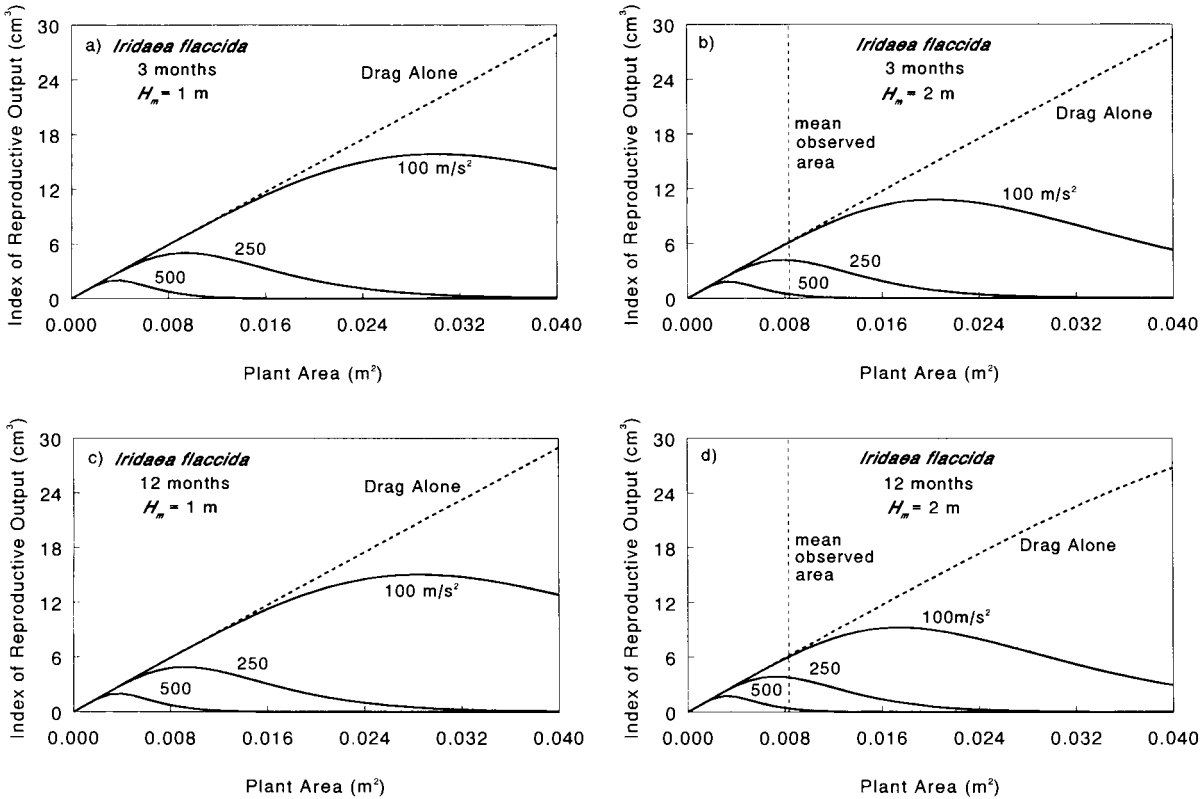 a) Iridaea flaccida
3 months
Hm = 1 m
Drag Alone
100 m/s²
250
500
Index of Reproductive Output (cm³)
30
24
18
12
6
0
0.000 0.008 0.016 0.024 0.032 0.040
Plant Area (m²)
b) Iridaea flaccida
3 months
Hm = 2 m
Drag Alone
mean
observed
area
100 m/s²
250
500
Index of Reproductive Output (cm³)
30
24
18
12
6
0
0.000 0.008 0.016 0.024 0.032 0.040
Plant Area (m²)
c) Iridaea flaccida
12 months
Hm = 1 m
Drag Alone
100 m/s²
250
500
Index of Reproductive Output (cm³)
30
24
18
12
6
0
0.000 0.008 0.016 0.024 0.032 0.040
Plant Area (m²)
d) Iridaea flaccida
12 months
Hm = 2 m
mean
observed
area
Drag Alone
100m/s²
250
500
Index of Reproductive Output (cm³)
30
24
18
12
6
0
0.000 0.008 0.016 0.024 0.032 0.040
Plant Area (m²)